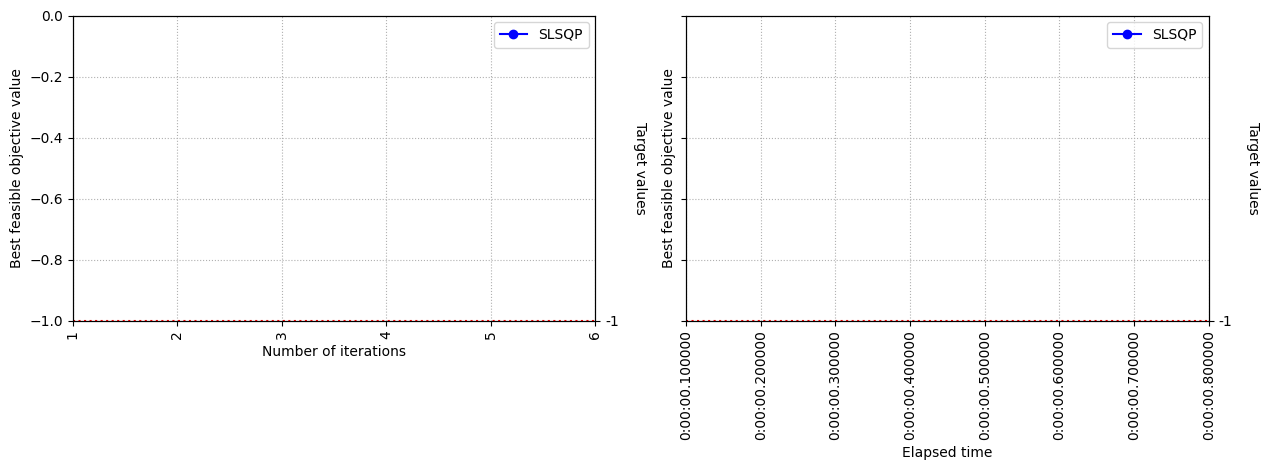 0.0
−0.2
−0.4
−0.6
−0.8
−1.0
Best feasible objective value
SLSQP
1
2
3
4
5
6
Number of iterations
-1
Target values
Best feasible objective value
SLSQP
0:00:00.100000
0:00:00.200000
0:00:00.300000
0:00:00.400000
0:00:00.500000
0:00:00.600000
0:00:00.700000
0:00:00.800000
Elapsed time
-1
Target values